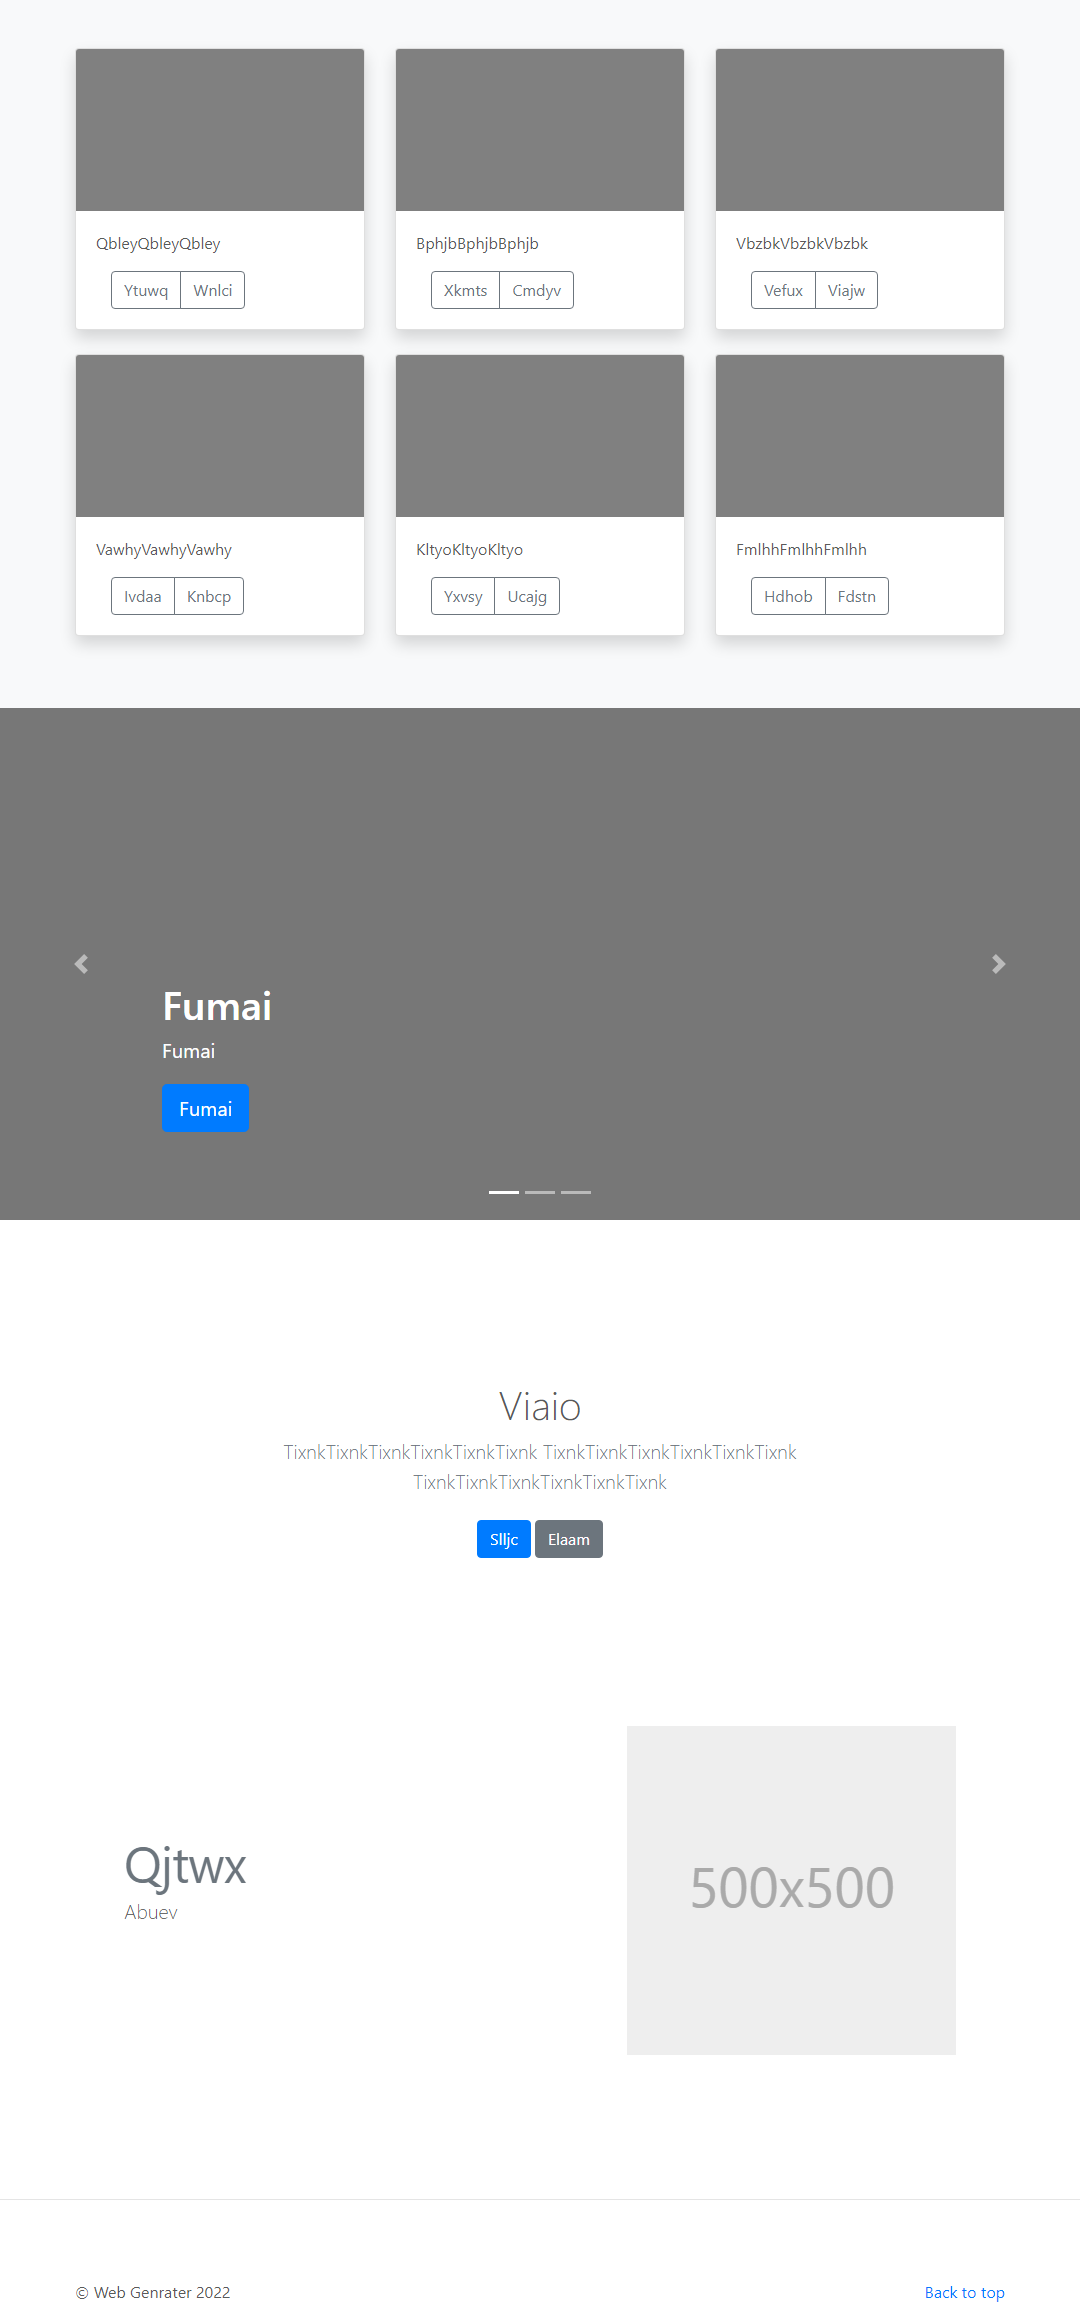 QbleyQbleyQbley
BphjbBphjbBphjb
VbzbkVbzbkVbzbk
Ytuwq Wnlci
Xkmts Cmdyv
Vefux Viajw
VawhyVawhyVawhy
KltyoKltyoKltyo
FmlhhFmlhhFmlhh
Ivdaa Knbcp
Yxvsy Ucajg
Hdhob Fdstn
Fumai
Fumai
Fumai
Viaio
TixnkTixnkTixnkTixnkTixnkTixnk TixnkTixnkTixnkTixnkTixnkTixnk
TixnkTixnkTixnkTixnkTixnkTixnk
Slljc Elaam
Qjtwx
Abuev
500x500
© Web Genrater 2022
Back to top